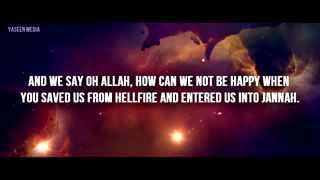 YASEEN MEDIA
AND WE SAY OH ALLAH, HOW CAN WE NOT BE HAPPY WHEN
YOU SAVED US FROM HELLFIRE AND ENTERED US INTO JANNAH.